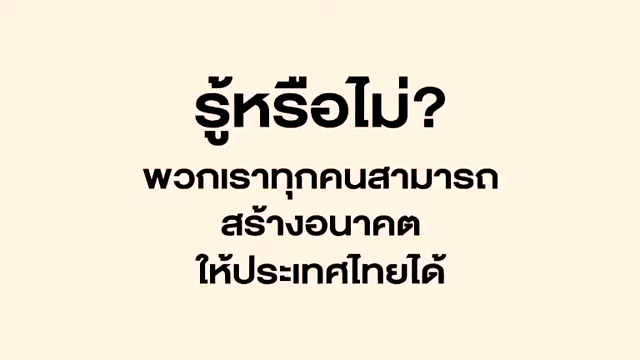 รู้หรือไม่?
พวกเราทุกคนสามารถ
สร้างอนาคต
ให้ประเทศไทยได้